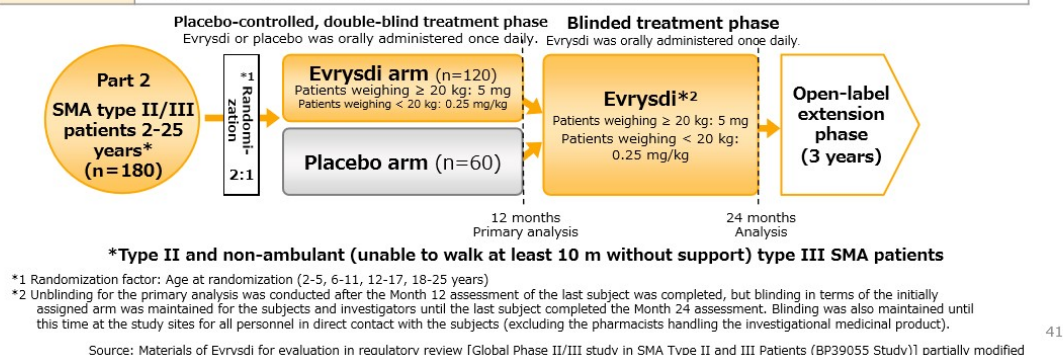 Placebo-controlled, double-blind treatment phase
Evrysdi or placebo was orally administered once daily.
Blinded treatment phase
Evrysdi was orally administered once daily.
Part 2
SMA type II/III
patients 2-25
years*
(n=180)
*1 Randomi-
zation
2:1
Evrysdi arm (n=120)
Patients weighing ≥ 20 kg: 5 mg
Patients weighing < 20 kg: 0.25 mg/kg
Placebo arm (n=60)
Evrysdi*2
Patients weighing ≥ 20 kg: 5 mg
Patients weighing < 20 kg:
0.25 mg/kg
Open-label
extension
phase
(3 years)
12 months
Primary analysis
24 months
Analysis
*Type II and non-ambulant (unable to walk at least 10 m without support) type III SMA patients
*1 Randomization factor: Age at randomization (2-5, 6-11, 12-17, 18-25 years)
*2 Unblinding for the primary analysis was conducted after the Month 12 assessment of the last subject was completed, but blinding in terms of the initially
assigned arm was maintained for the subjects and investigators until the last subject completed the Month 24 assessment. Blinding was also maintained until
this time at the study sites for all personnel in direct contact with the subjects (excluding the pharmacists handling the investigational medicinal product).
41
Source: Materials of Evrysdi for evaluation in regulatory review [Global Phase II/III study in SMA Type II and III Patients (BP39055 Study)] partially modified